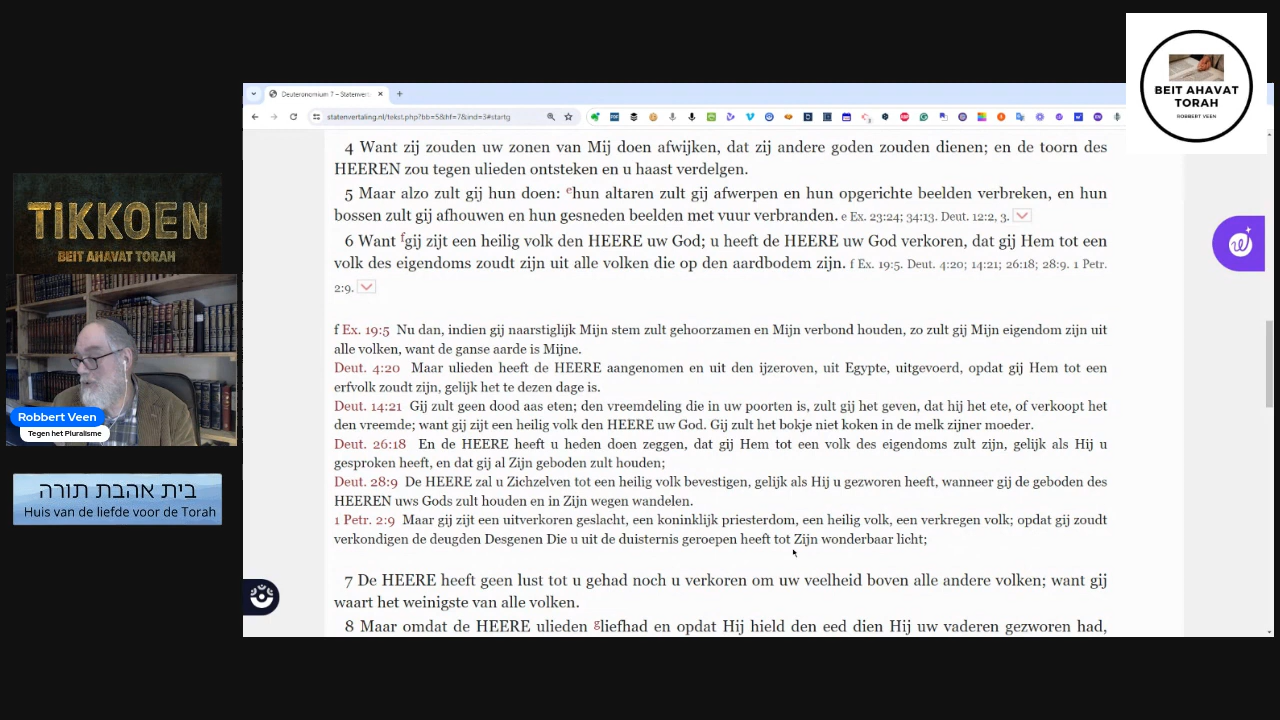 BEIT AHAVAT
TORAH
ROBBERT VEEN
Deuteronomium 7 – Statenver
statenvertaling.nl/tekst.php?bb=5&hf=7&ind=3#startg
4 Want zij zouden uw zonen van Mij doen afwijken, dat zij andere goden zouden dienen; en de toorn des
HEEREN zou tegen ulieden ontsteken en u haast verdelgen.
5 Maar alzo zult gij hun doen: ehun altaren zult gij afwerpen en hun opgerichte beelden verbreken, en hun
bossen zult gij afhouwen en hun gesneden beelden met vuur verbranden. e Ex. 23:24; 34:13. Deut. 12:2, 3.
6 Want fgij zijt een heilig volk den HEERE uw God; u heeft de HEERE uw God verkoren, dat gij Hem tot een
volk des eigendoms zoudt zijn uit alle volken die op den aardbodem zijn. f Ex. 19:5. Deut. 4:20; 14:21; 26:18; 28:9. 1 Petr.
2:9.
f Ex. 19:5 Nu dan, indien gij naarstiglijk Mijn stem zult gehoorzamen en Mijn verbond houden, zo zult gij Mijn eigendom zijn uit
alle volken, want de ganse aarde is Mijne.
Deut. 4:20 Maar ulieden heeft de HEERE aangenomen en uit den ijzeroven, uit Egypte, uitgevoerd, opdat gij Hem tot een
erfvolk zoudt zijn, gelijk het te dezen dage is.
Deut. 14:21 Gij zult geen dood aas eten; den vreemdeling die in uw poorten is, zult gij het geven, dat hij het ete, of verkoopt het
den vreemde; want gij zijt een heilig volk den HEERE uw God. Gij zult het bokje niet koken in de melk zijner moeder.
Deut. 26:18 En de HEERE heeft u heden doen zeggen, dat gij Hem tot een volk des eigendoms zult zijn, gelijk als Hij u
gesproken heeft, en dat gij al Zijn geboden zult houden;
Deut. 28:9 De HEERE zal u Zichzelven tot een heilig volk bevestigen, gelijk als Hij u gezworen heeft, wanneer gij de geboden des
HEEREN uws Gods zult houden en in Zijn wegen wandelen.
1 Petr. 2:9 Maar gij zijt een uitverkoren geslacht, een koninklijk priesterdom, een heilig volk, een verkregen volk; opdat gij zoudt
verkondigen de deugden Desgenen Die u uit de duisternis geroepen heeft tot Zijn wonderbaar licht;
7 De HEERE heeft geen lust tot u gehad noch u verkoren om uw veelheid boven alle andere volken; want gij
waart het weinigste van alle volken.
8 Maar omdat de HEERE ulieden gliefhad en opdat Hij hield den eed dien Hij uw vaderen gezworen had,
TIKKOEN
BEIT AHAVAT TORAH
Robbert Veen
Tegen het Pluralisme
בית אהבת תורה
Huis van de liefde voor de Torah